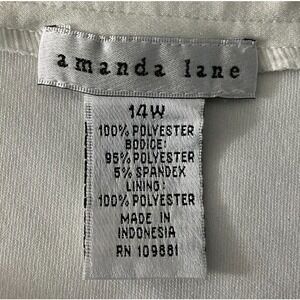 amanda lane
14W
100% POLYESTER
BODICE:
95% POLYESTER
5% SPANDEX
LINING:
100% POLYESTER
MADE IN
INDONESIA
RN 109881